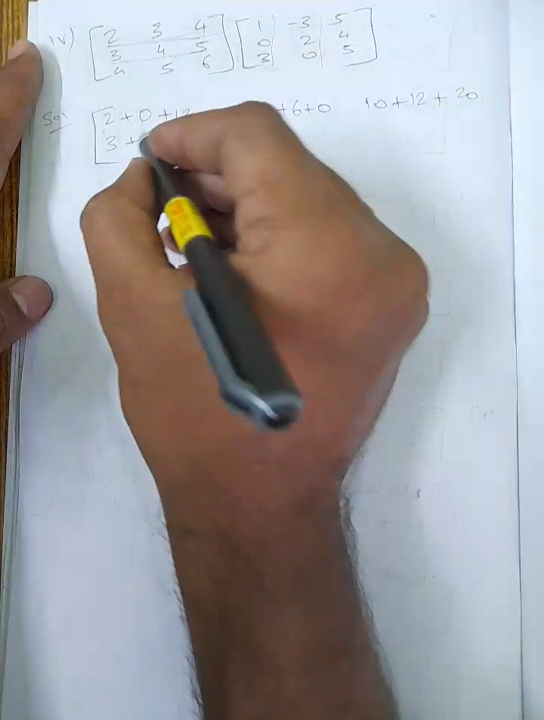 iv) [2 3 4] [1 -3 5]
3 4 5 0 2 4
4 5 6 3 0 5
Sol [2+0+12 +6+0 10+12+20
3+